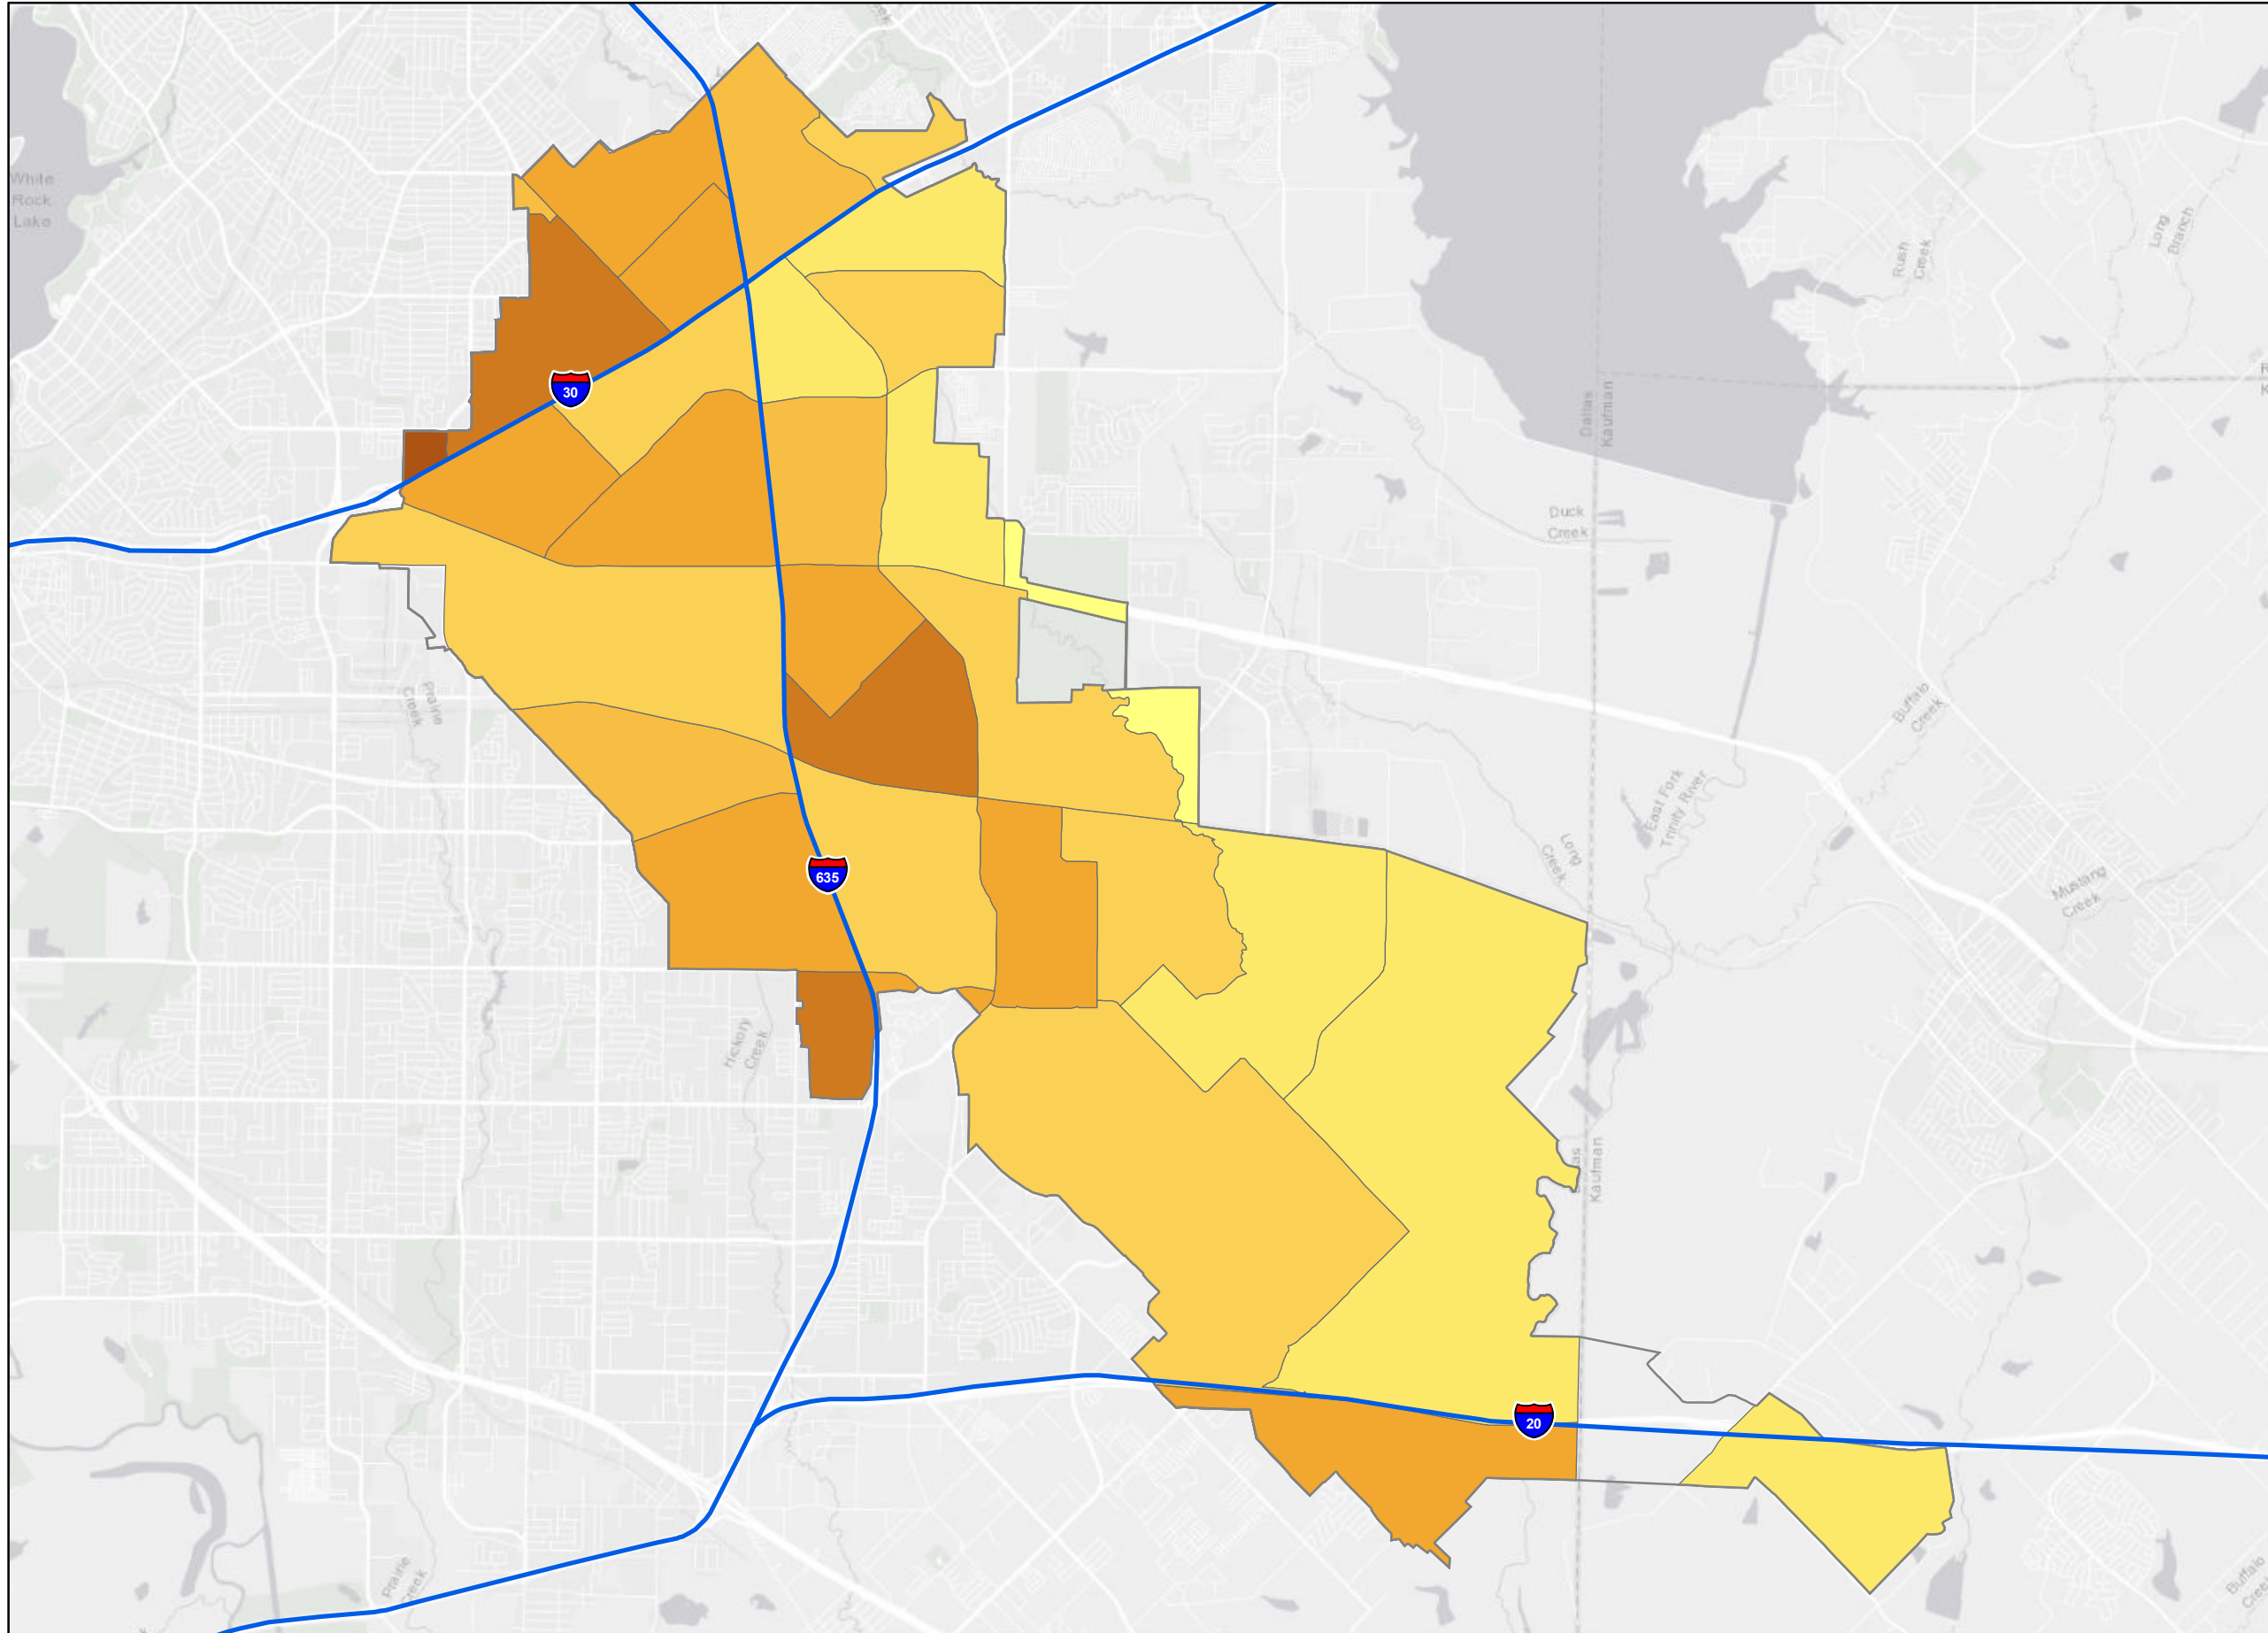 White
Rock
Lake
Long
Branch
Rush
Creek
30
Dallas
Kaufman
Duck
Creek
Prairie
Creek
Buffalo
Creek
East Fork
Trinity River
Long
Creek
635
Mustang
Creek
Hickory
Creek
Kaufman
20
Prairie
Creek
Buffalo